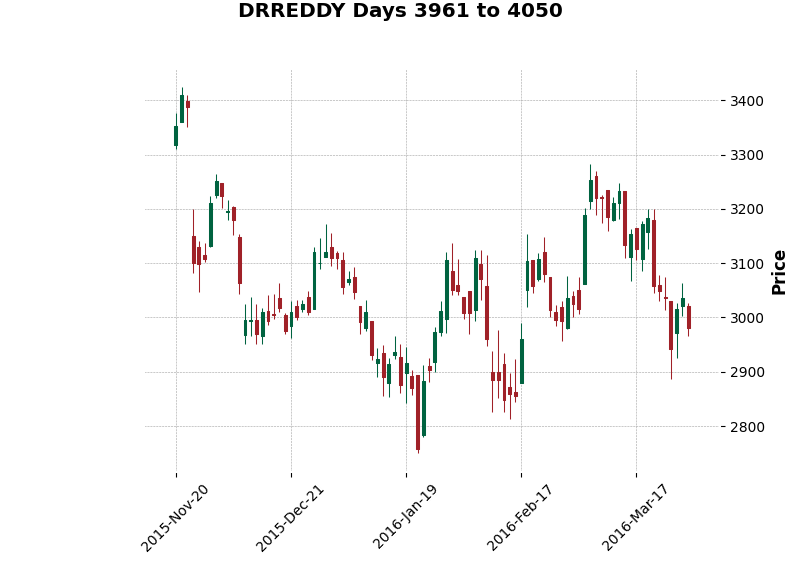 DRREDDY Days 3961 to 4050
3400
3300
3200
3100
3000
2900
2800
Price
2015-Nov-20
2015-Dec-21
2016-Jan-19
2016-Feb-17
2016-Mar-17